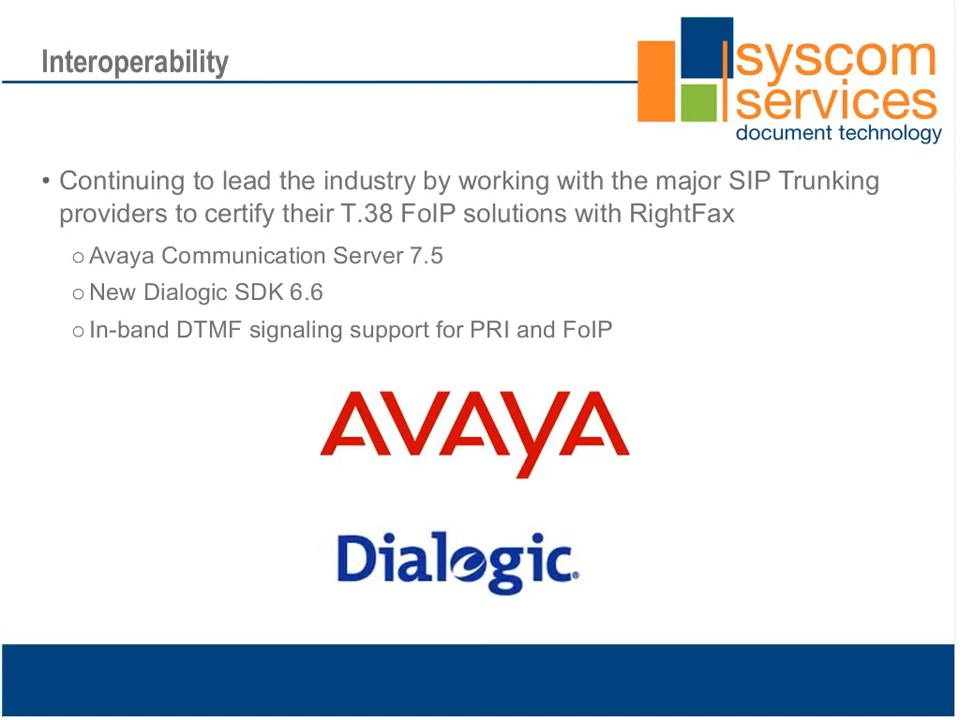 Interoperability
syscom
services
document technology
• Continuing to lead the industry by working with the major SIP Trunking
providers to certify their T.38 FoIP solutions with RightFax
○ Avaya Communication Server 7.5
○ New Dialogic SDK 6.6
○ In-band DTMF signaling support for PRI and FoIP
AVAYA
Dialogic®